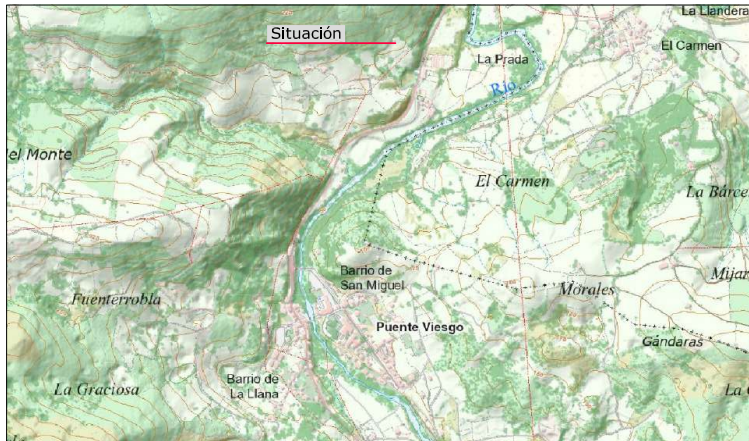 La Llandera
Situación
El Carmen
La Prada
Río
del Monte
El Carmen
La Bárce
Barrio de
San Miguel
Mijar
Fuenterrobla
Morales
Puente Viesgo
Gándaras
Barrio de
La Llana
La Graciosa